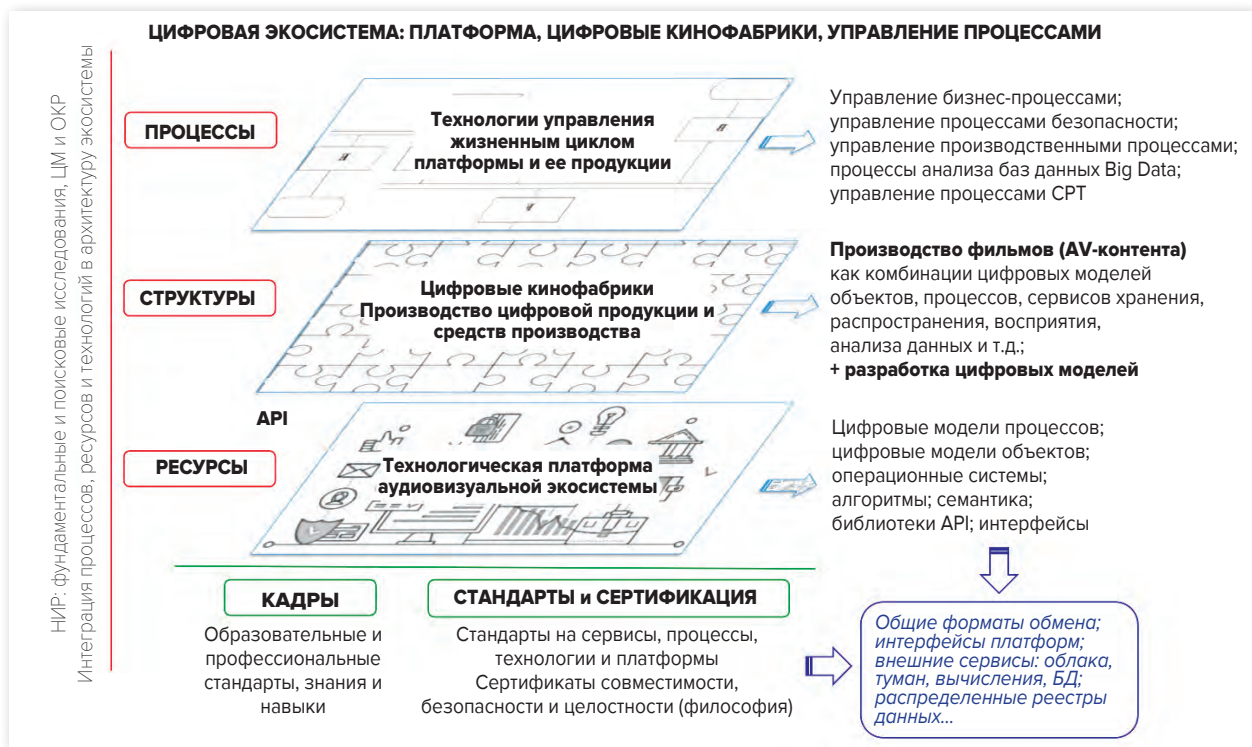 ЦИФРОВАЯ ЭКОСИСТЕМА: ПЛАТФОРМА, ЦИФРОВЫЕ КИНОФАБРИКИ, УПРАВЛЕНИЕ ПРОЦЕССАМИ
НИР: фундаментальные и поисковые исследования, ЦМ и ОКР
Интеграция процессов, ресурсов и технологий в архитектуру экосистемы
ПРОЦЕССЫ
Технологии управления
жизненным циклом
платформы и ее продукции
Управление бизнес-процессами;
управление процессами безопасности;
управление производственными процессами;
процессы анализа баз данных Big Data;
управление процессами СРТ
СТРУКТУРЫ
Цифровые кинофабрики
Производство цифровой продукции и
средств производства
Производство фильмов (AV-контента)
как комбинации цифровых моделей
объектов, процессов, сервисов хранения,
распространения, восприятия,
анализа данных и т.д.;
+ разработка цифровых моделей
API
РЕСУРСЫ
Технологическая платформа
аудиовизуальной экосистемы
Цифровые модели процессов;
цифровые модели объектов;
операционные системы;
алгоритмы; семантика;
библиотеки API; интерфейсы
КАДРЫ
Образовательные и
профессиональные
стандарты, знания и
навыки
СТАНДАРТЫ и СЕРТИФИКАЦИЯ
Стандарты на сервисы, процессы,
технологии и платформы
Сертификаты совместимости,
безопасности и целостности (философия)
Общие форматы обмена;
интерфейсы платформ;
внешние сервисы: облака,
туман, вычисления, БД;
распределенные реестры
данных...